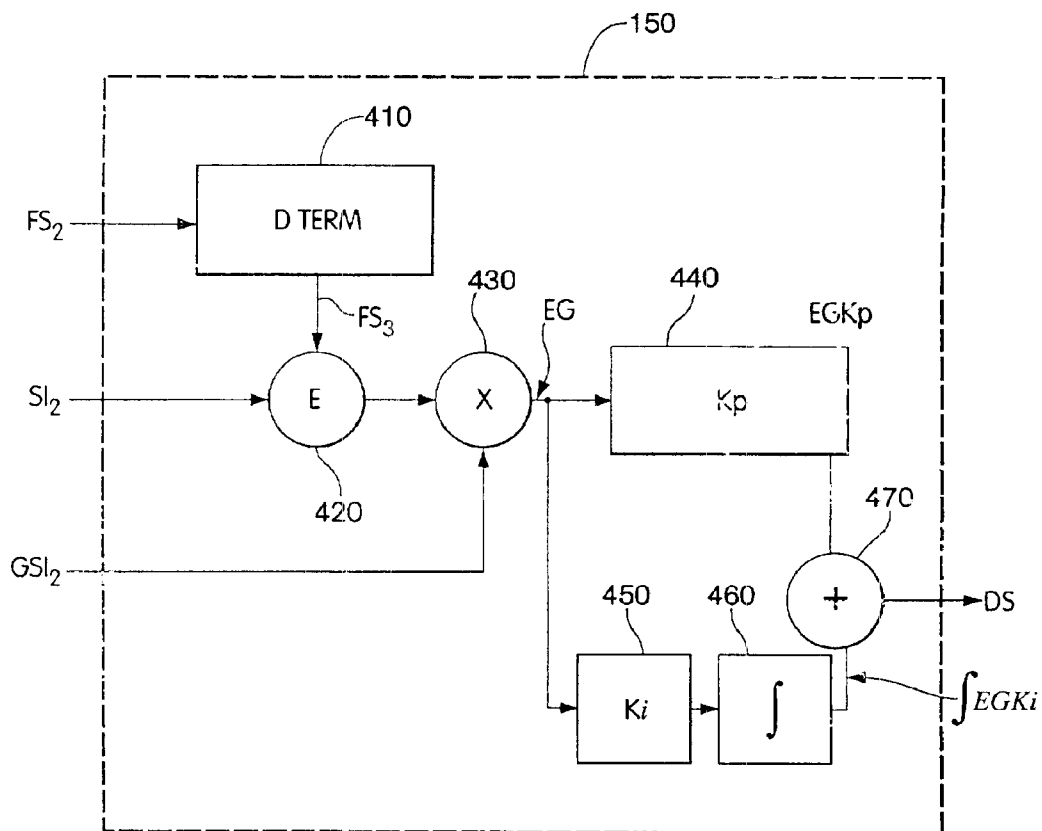 150
410
FS₂
D TERM
430
440
FS₃
EG
EGKp
SI₂
E
X
Kp
420
470
GSI₂
450
460
+
DS
Ki
∫
∫EGKi